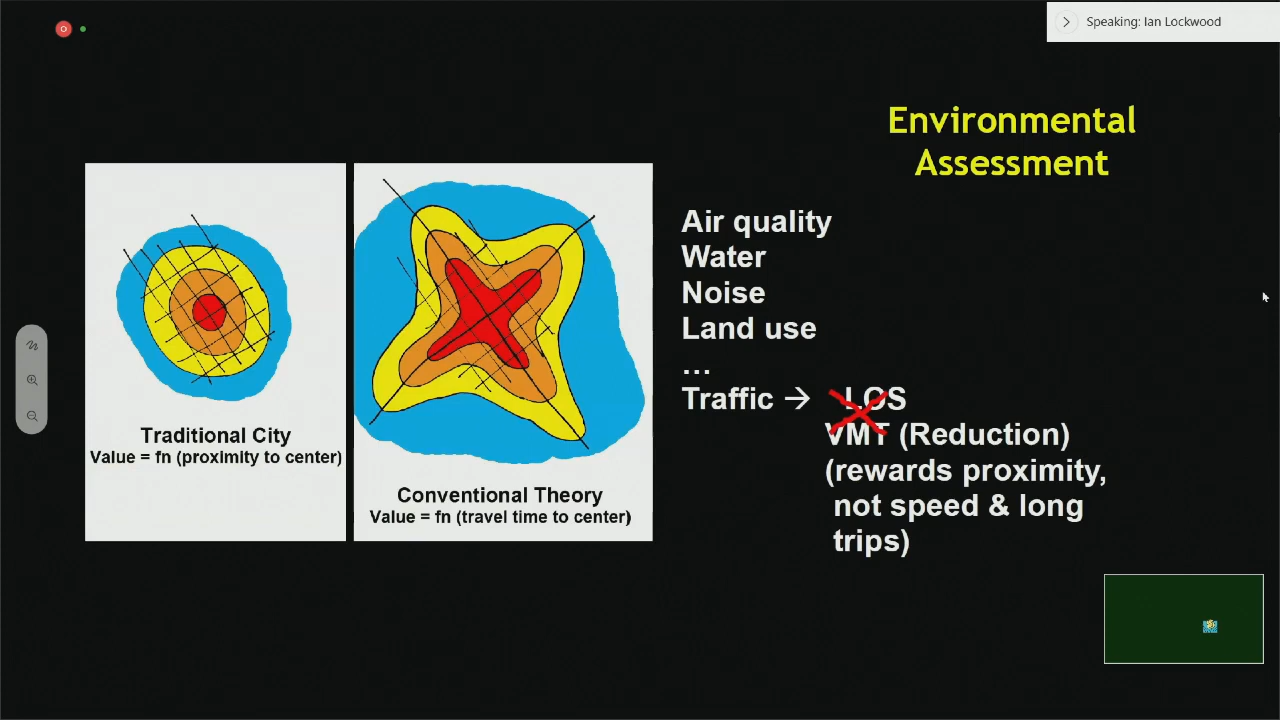 Speaking: Ian Lockwood
Environmental
Assessment
Traditional City
Value = fn (proximity to center)
Conventional Theory
Value = fn (travel time to center)
Air quality
Water
Noise
Land use
…
Traffic → LOS
VMT (Reduction)
(rewards proximity,
not speed & long
trips)